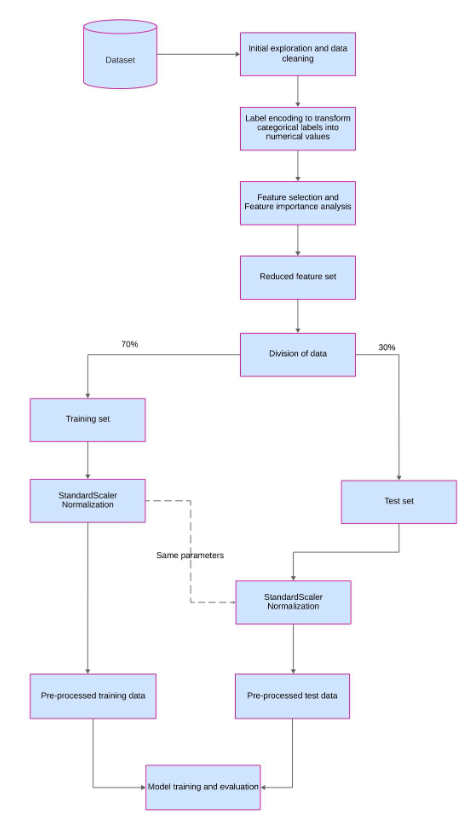 Dataset
Initial exploration and data
cleaning
Label encoding to transform
categorical labels into
numerical values
Feature selection and
Feature importance analysis
Reduced feature set
Division of data
70%
30%
Training set
StandardScaler
Normalization
Test set
Same parameters
StandardScaler
Normalization
Pre-processed training data
Pre-processed test data
Model training and evaluation